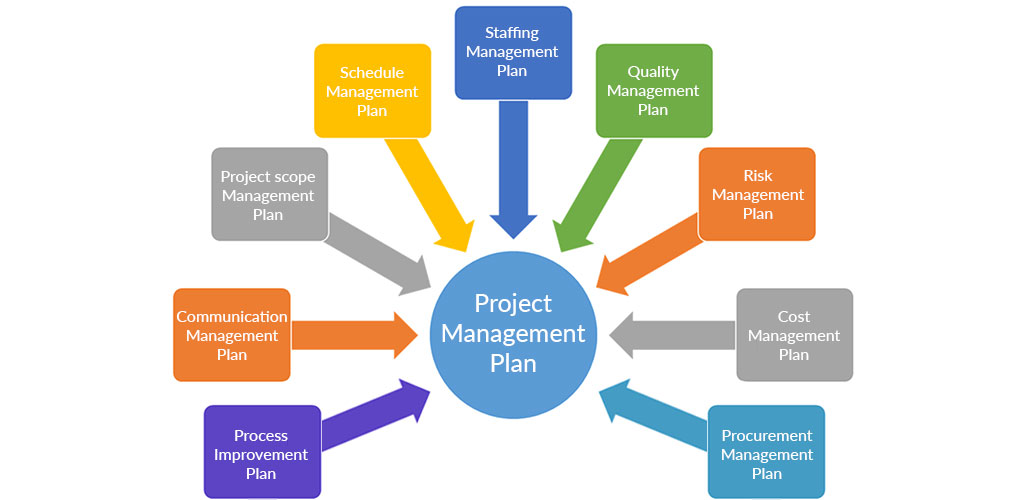 Staffing
Management
Plan
Schedule
Management
Plan
Quality
Management
Plan
Project scope
Management
Plan
Risk
Management
Plan
Communication
Management
Plan
Project
Management
Plan
Cost
Management
Plan
Process
Improvement
Plan
Procurement
Management
Plan